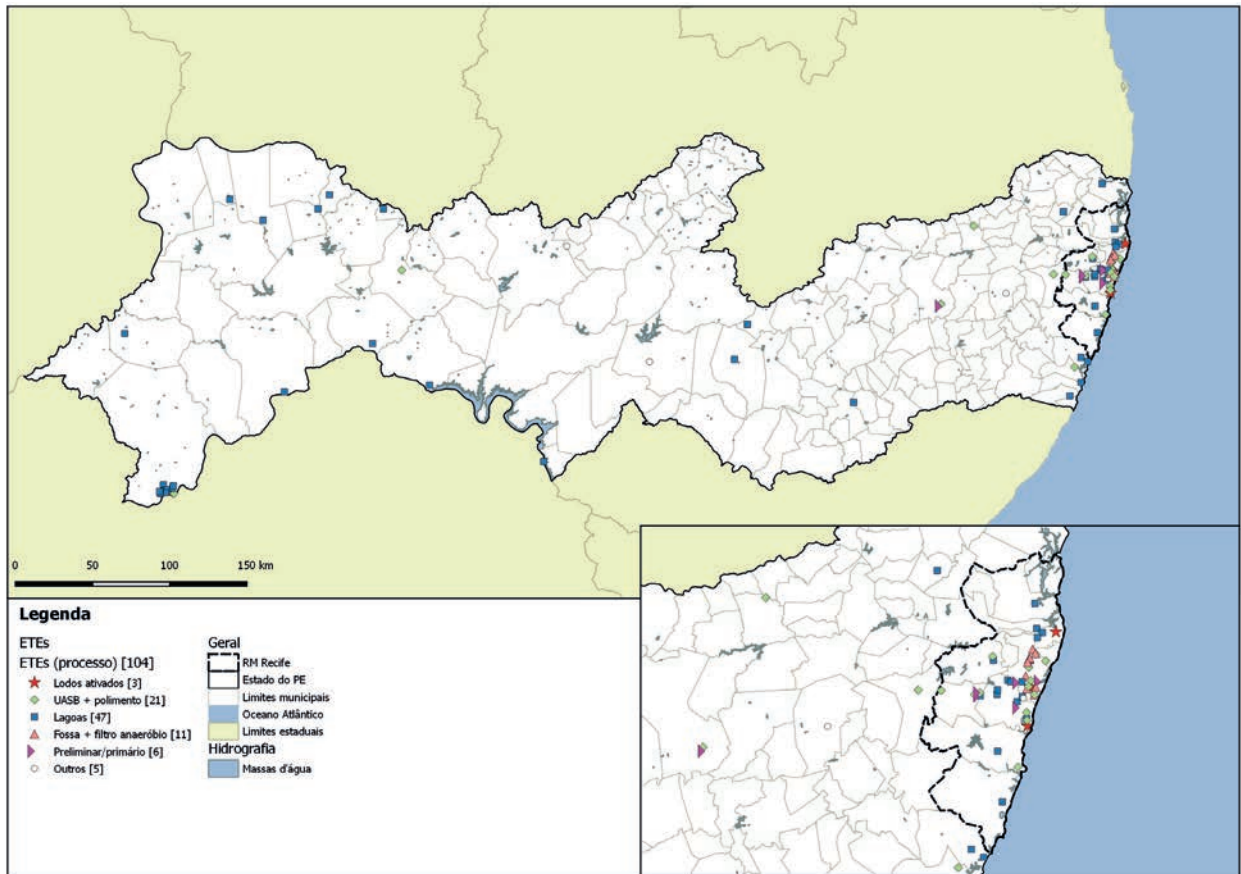 0 50 100 150 km
Legenda
ETEs
ETEs (processo) [104]
Lodos ativados [3]
UASB + polimento [21]
Lagoas [47]
Fossa + filtro anaeróbio [11]
Preliminar/primário [6]
Outros [5]
Geral
RM Recife
Estado do PE
Limites municipais
Oceano Atlântico
Limites estaduais
Hidrografia
Massas d'água